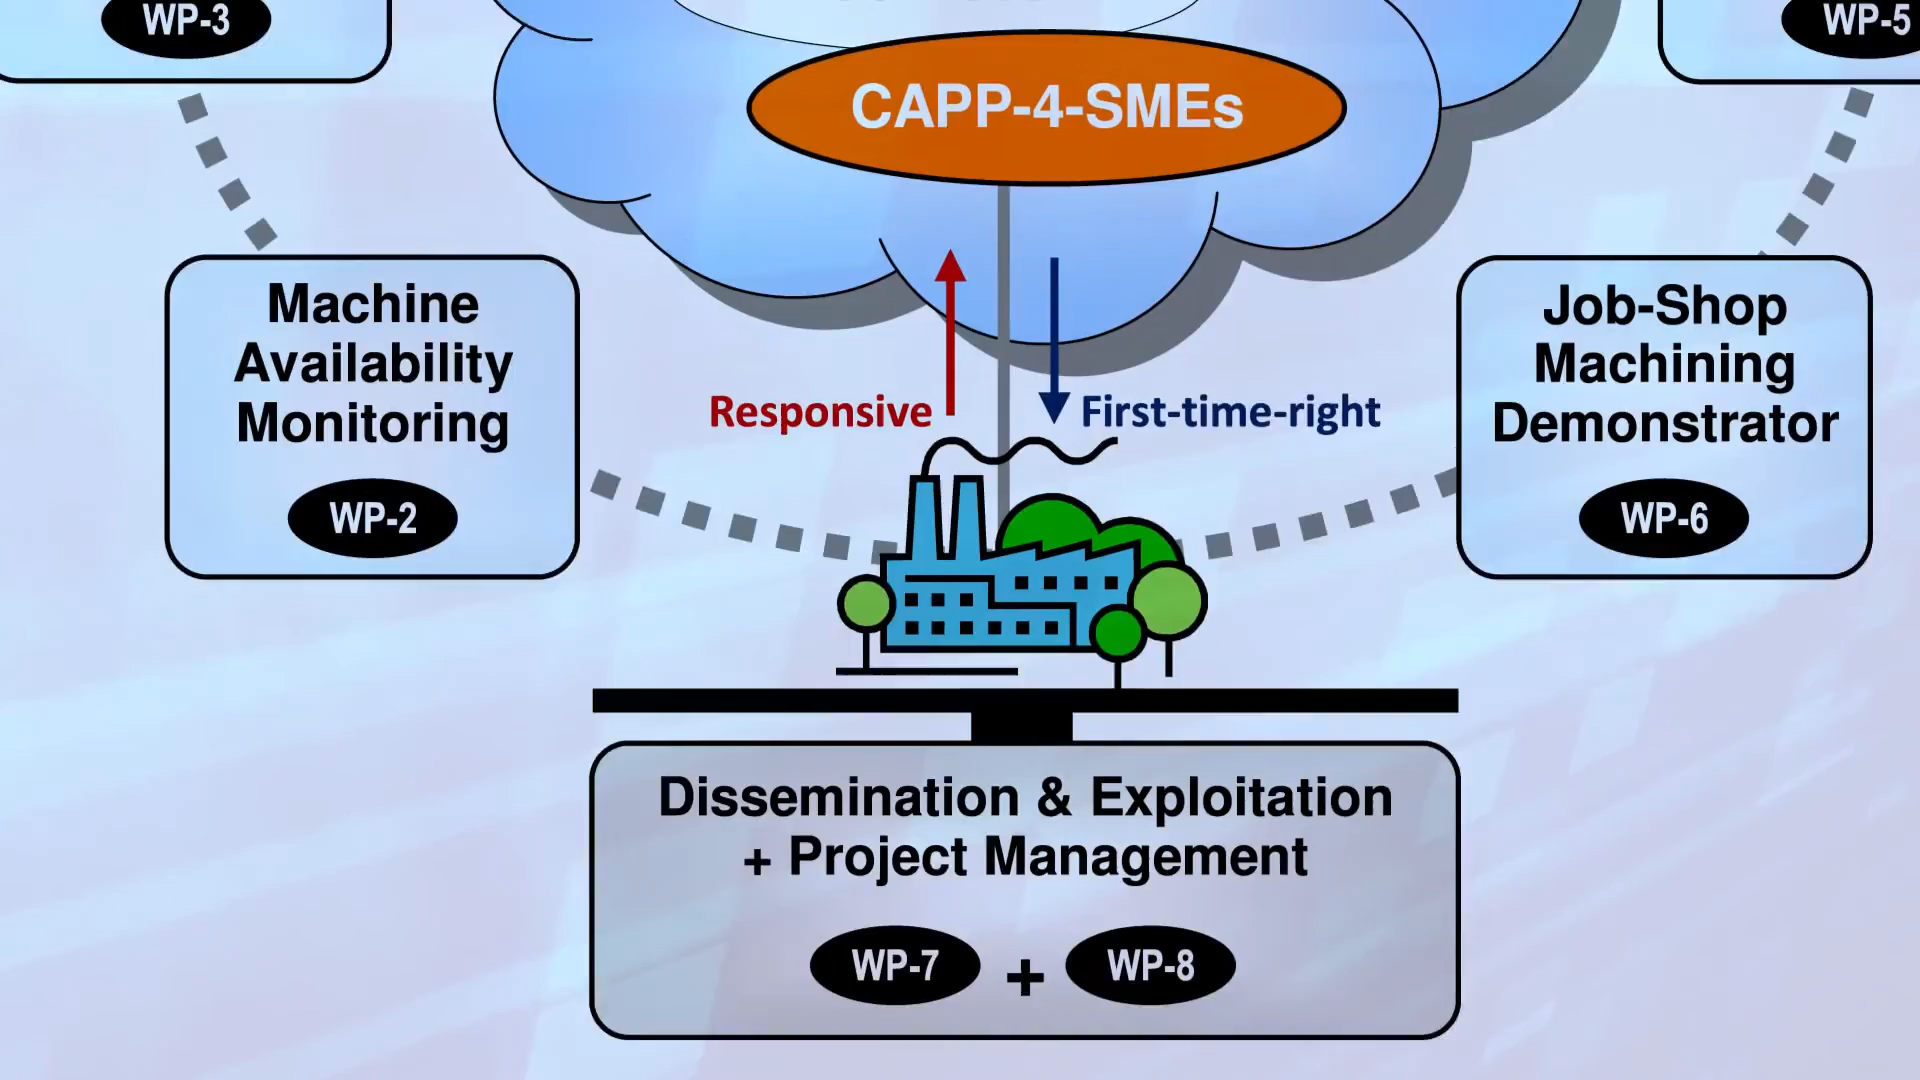 WP-3
WP-5
CAPP-4-SMEs
Machine
Availability
Monitoring
WP-2
Responsive
First-time-right
Job-Shop
Machining
Demonstrator
WP-6
Dissemination & Exploitation
+ Project Management
WP-7 + WP-8